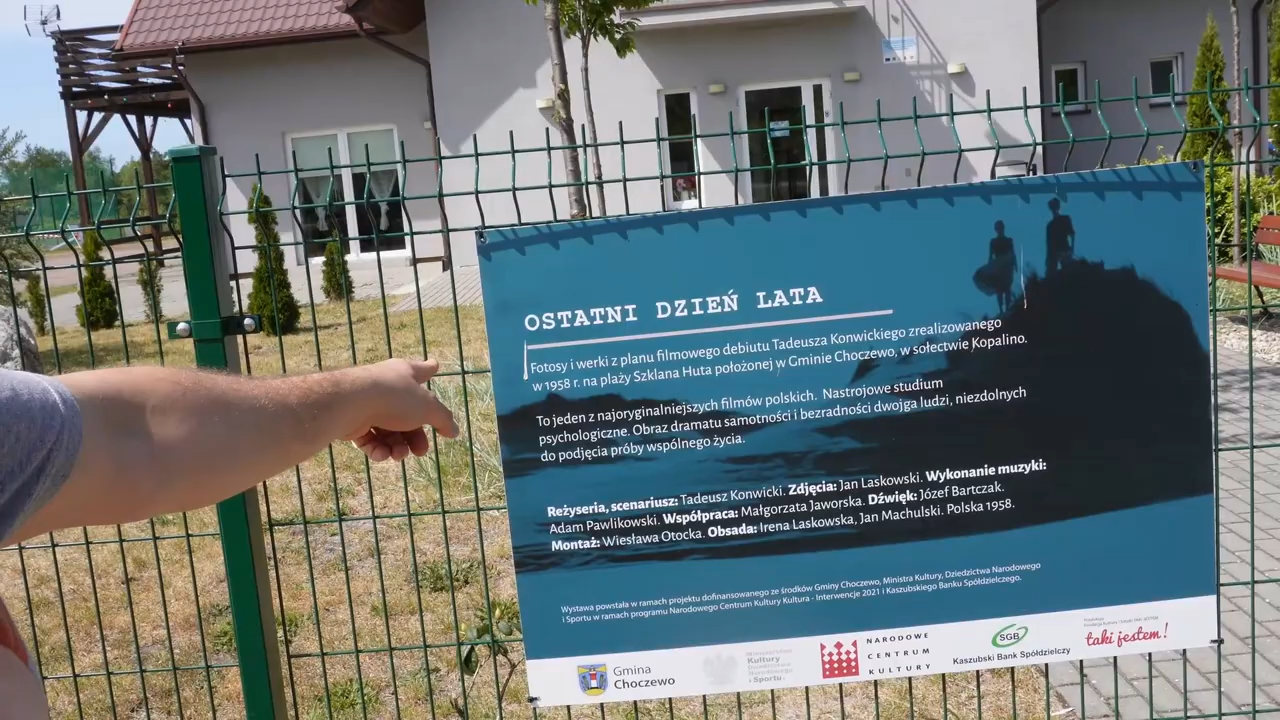 OSTATNI DZIEŃ LATA
Fotosy i werki z planu filmowego debiutu Tadeusza Konwickiego zrealizowanego
w 1958 r. na plaży Szklana Huta położonej w Gminie Choczewo, w sołectwie Kopalino.
To jeden z najoryginalniejszych filmów polskich. Nastrojowe studium
psychologiczne. Obraz dramatu samotności i bezradności dwojga ludzi, niezdolnych
do podjęcia próby wspólnego życia.
Reżyseria, scenariusz: Tadeusz Konwicki. Zdjęcia: Jan Laskowski. Wykonanie muzyki:
Adam Pawlikowski. Współpraca: Małgorzata Jaworska. Dźwięk: Józef Bartczak.
Montaż: Wiesława Otocka. Obsada: Irena Laskowska, Jan Machulski. Polska 1958.
Wystawa powstała w ramach projektu dofinansowanego ze środków Gminy Choczewo, Ministra Kultury, Dziedzictwa Narodowego
i Sportu w ramach programu Narodowego Centrum Kultury Kultura - Interwencje 2021 i Kaszubskiego Banku Spółdzielczego.
Gmina
Choczewo
Kultury
i Sportu
NARODOWE
CENTRUM
KULTURY
SGB
Kaszubski Bank Spółdzielczy
taki jestem!